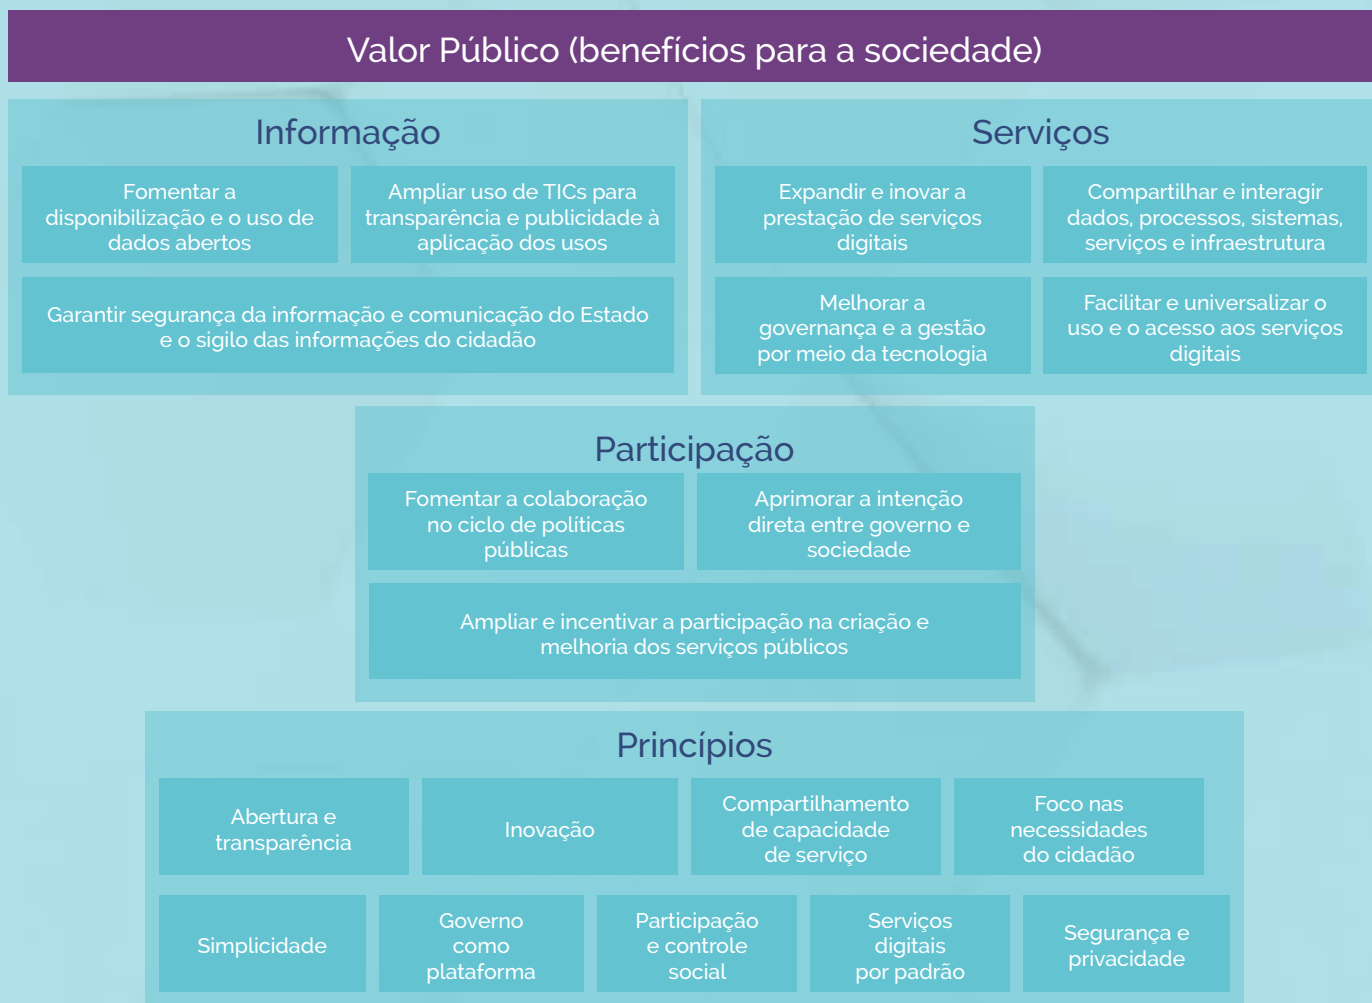 Valor Público (benefícios para a sociedade)
Informação
Fomentar a
disponibilização e o uso de
dados abertos
Ampliar uso de TICs para
transparência e publicidade à
aplicação dos usos
Garantir segurança da informação e comunicação do Estado
e o sigilo das informações do cidadão
Serviços
Expandir e inovar a
prestação de serviços
digitais
Compartilhar e interagir
dados, processos, sistemas,
serviços e infraestrutura
Melhorar a
governança e a gestão
por meio da tecnologia
Facilitar e universalizar o
uso e o acesso aos serviços
digitais
Participação
Fomentar a colaboração
no ciclo de políticas
públicas
Aprimorar a intenção
direta entre governo e
sociedade
Ampliar e incentivar a participação na criação e
melhoria dos serviços públicos
Princípios
Abertura e
transparência
Inovação
Compartilhamento
de capacidade
de serviço
Foco nas
necessidades
do cidadão
Simplicidade
Governo
como
plataforma
Participação
e controle
social
Serviços
digitais
por padrão
Segurança e
privacidade